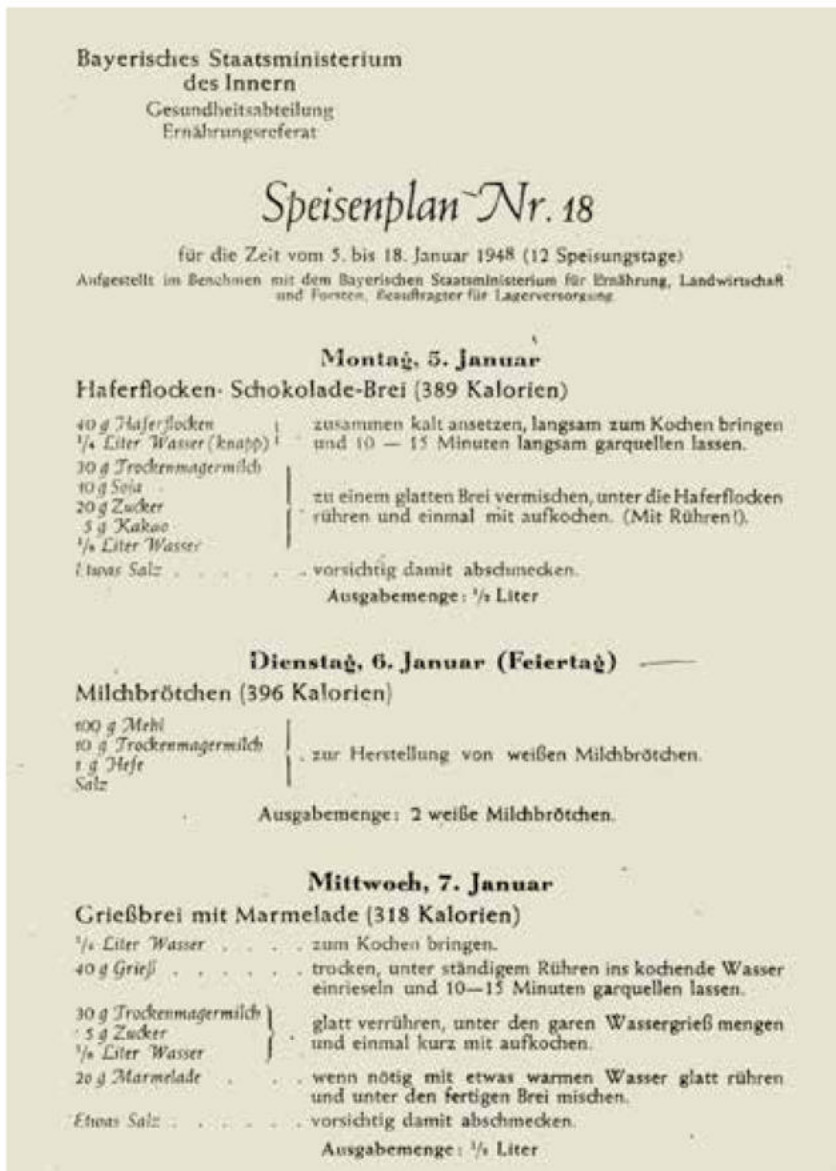 Bayerisches Staatsministerium
des Innern
Gesundheitsabteilung
Ernährungsreferat
Speisenplan Nr. 18
für die Zeit vom 5. bis 18. Januar 1948 (12 Speisungstage)
Aufgestellt im Benehmen mit dem Bayerischen Staatsministerium für Ernährung, Landwirtschaft
und Forsten, Beauftragter für Lagerversorgung
Montag, 5. Januar
Haferflocken- Schokolade-Brei (389 Kalorien)
40 g Haferflocken zusammen kalt ansetzen, langsam zum Kochen bringen
Liter Wasser (knapp) und 10 — 15 Minuten langsam garquellen lassen.
30 g Trockenmagermilch
10 g Soja
20 g Zucker zu einem glatten Brei vermischen, unter die Haferflocken
5 g Kakao rühren und einmal mit aufkochen. (Mit Rühren!).
Liter Wasser
Etwas Salz . . . . . . vorsichtig damit abschmecken.
Ausgabemenge: Liter
Dienstag, 6. Januar (Feiertag)
Milchbrötchen (396 Kalorien)
100 g Mehl
10 g Trockenmagermilch
1 g Hefe . zur Herstellung von weißen Milchbrötchen.
Salz
Ausgabemenge: 2 weiße Milchbrötchen.
Mittwoch, 7. Januar
Grießbrei mit Marmelade (318 Kalorien)
Liter Wasser . . . . . zum Kochen bringen.
40 g Grieß . . . . . . trocken, unter ständigem Rühren ins kochende Wasser
einrieseln und 10—15 Minuten garquellen lassen.
30 g Trockenmagermilch
5 g Zucker glatt verrühren, unter den garen Wassergrieß mengen
Liter Wasser und einmal kurz mit aufkochen.
20 g Marmelade . . . wenn nötig mit etwas warmen Wasser glatt rühren
und unter den fertigen Brei mischen.
Etwas Salz . . . . . . vorsichtig damit abschmecken.
Ausgabemenge: Liter